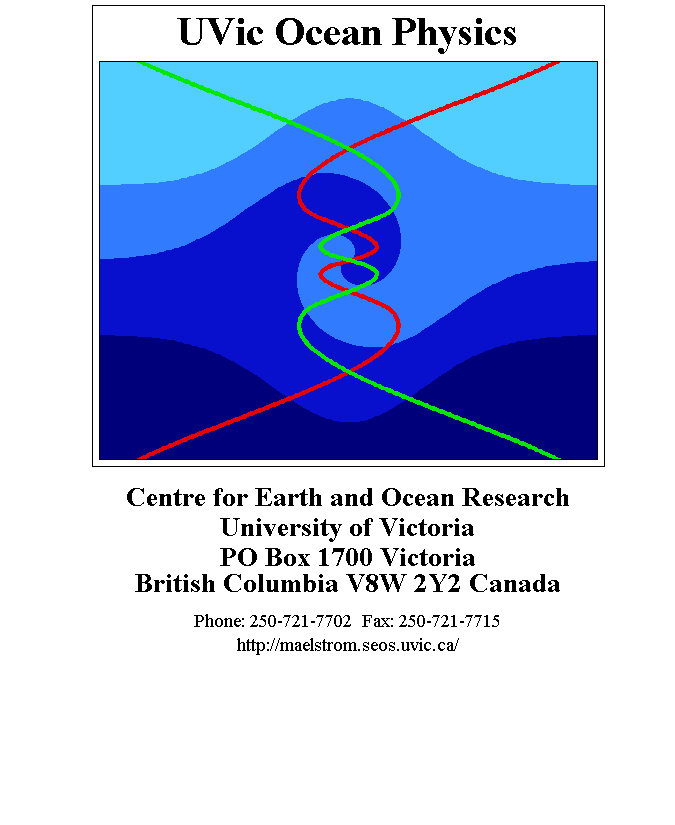 UVic Ocean Physics
Centre for Earth and Ocean Research
University of Victoria
PO Box 1700 Victoria
British Columbia V8W 2Y2 Canada
Phone: 250-721-7702  Fax: 250-721-7715
http://maelstrom.seos.uvic.ca/